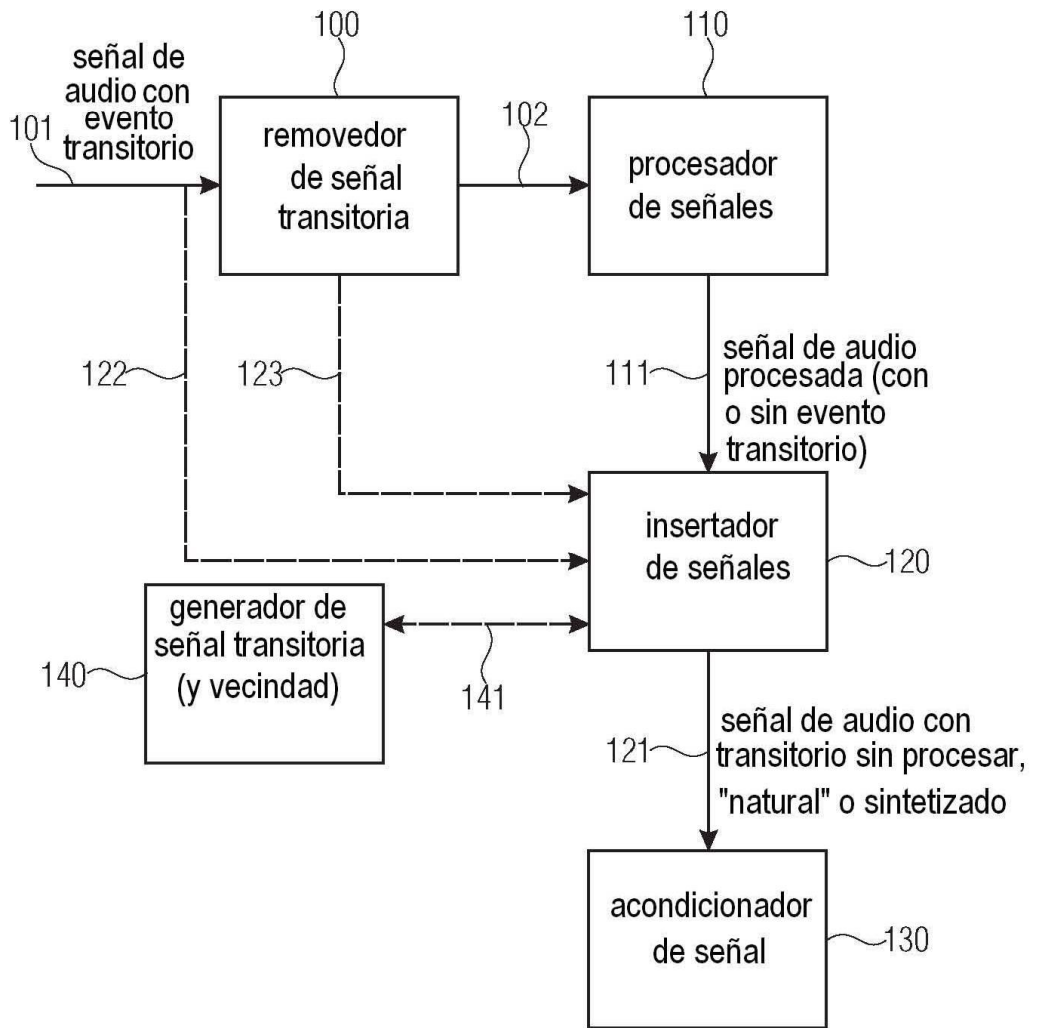 100
110
señal de
audio con
evento
transitorio
101
removedor
de señal
transitoria
102
procesador
de señales
122
123
111
señal de audio
procesada (con
o sin evento
transitorio)
insertador
de señales
120
generador de
señal transitoria
(y vecindad)
140
141
121
señal de audio con
transitorio sin procesar,
"natural" o sintetizado
acondicionador
de señal
130